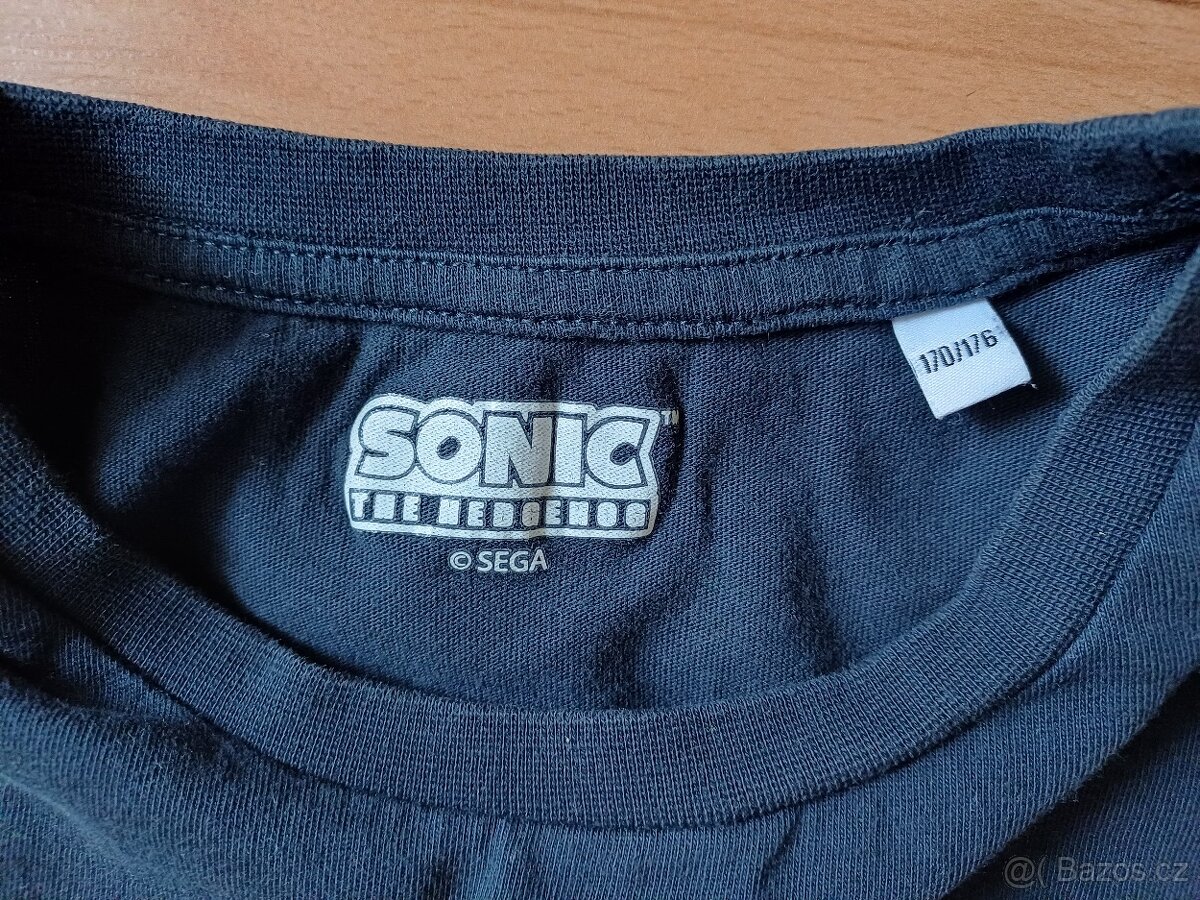 SONIC™
THE HEDGEHOG
© SEGA
170/176
@( Bazos.cz